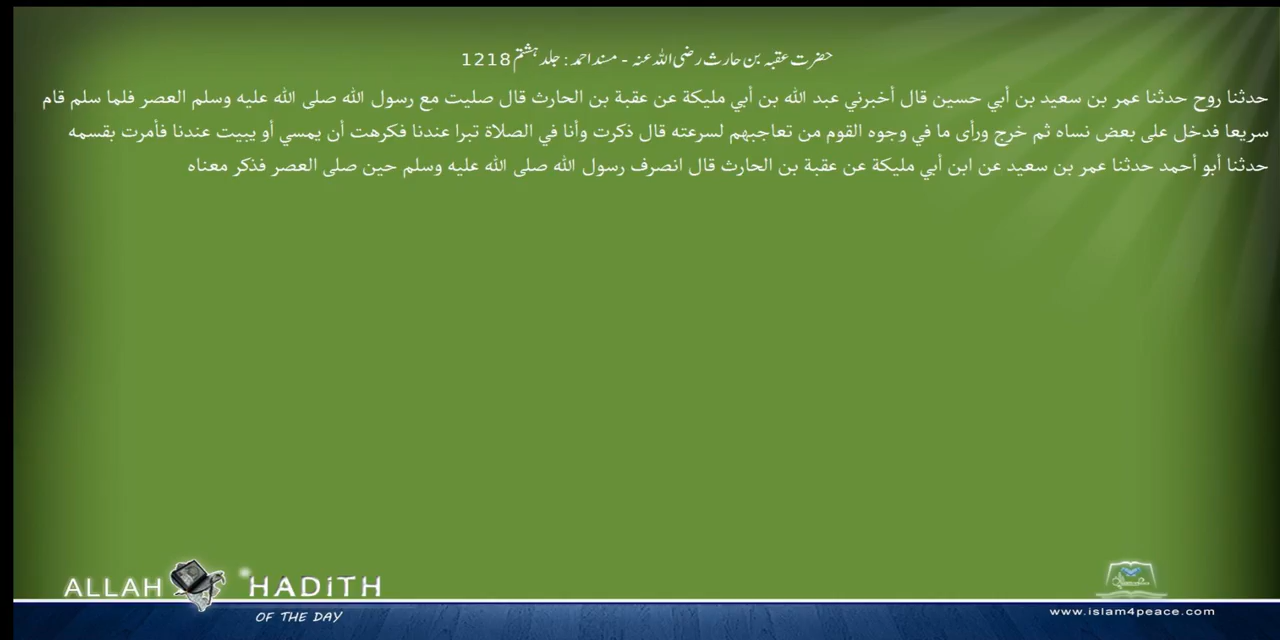 حضرت عقبہ بن حارث رضی اللہ عنہ - مسند احمد : جلد ہشتم 1218
حدثنا روح حدثنا عمر بن سعيد بن أبي حسين قال أخبرني عبد الله بن أبي مليكة عن عقبة بن الحارث قال صليت مع رسول الله صلى الله عليه وسلم العصر فلما سلم قام
سريعا فدخل على بعض نساه ثم خرج ورأى ما في وجوه القوم من تعاجبهم لسرعته قال ذكرت وأنا في الصلاة تبرا عندنا فكرهت أن يمسي أو يبيت عندنا فأمرت بقسمه
حدثنا أبو أحمد حدثنا عمر بن سعيد عن ابن أبي مليكة عن عقبة بن الحارث قال انصرف رسول الله صلى الله عليه وسلم حين صلى العصر فذكر معناه
ALLAH HADITH
OF THE DAY
www.islam4peace.com